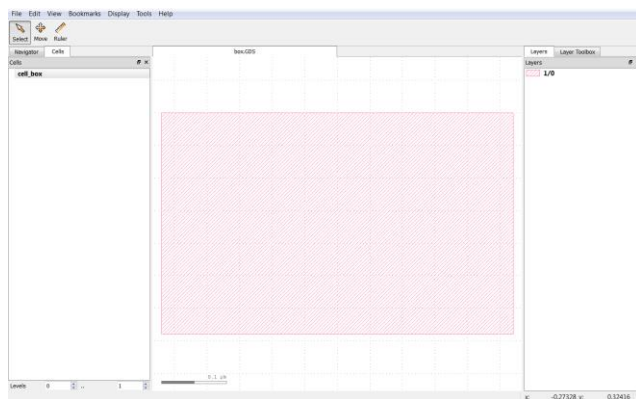 File Edit View Bookmarks Display Tools Help
Select Move Ruler
Navigator Cells
box.GDS
Layers Layer Toolbox
Cells
Layers
cell_box
1/0
0.1 µm
Levels 0 .. 1
x: -0.27328 y: 0.32416